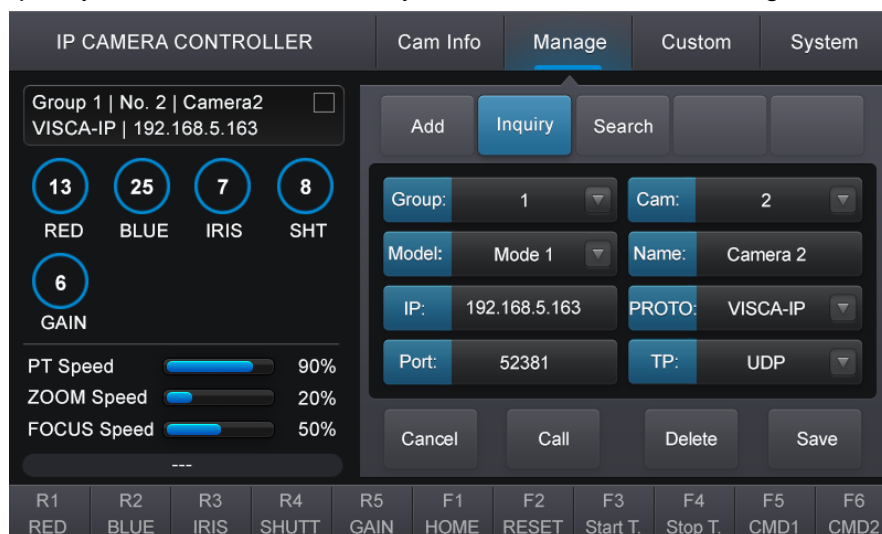 IP CAMERA CONTROLLER
Cam Info Manage Custom System
Group 1 | No. 2 | Camera2
VISCA-IP | 192.168.5.163
13 25 7 8
RED BLUE IRIS SHT
6
GAIN
PT Speed 90%
ZOOM Speed 20%
FOCUS Speed 50%
---
Add Inquiry Search
Group: 1 Cam: 2
Model: Mode 1 Name: Camera 2
IP: 192.168.5.163 PROTO: VISCA-IP
Port: 52381 TP: UDP
Cancel Call Delete Save
R1 R2 R3 R4 R5 F1 F2 F3 F4 F5 F6
RED BLUE IRIS SHUTT GAIN HOME RESET Start T. Stop T. CMD1 CMD2